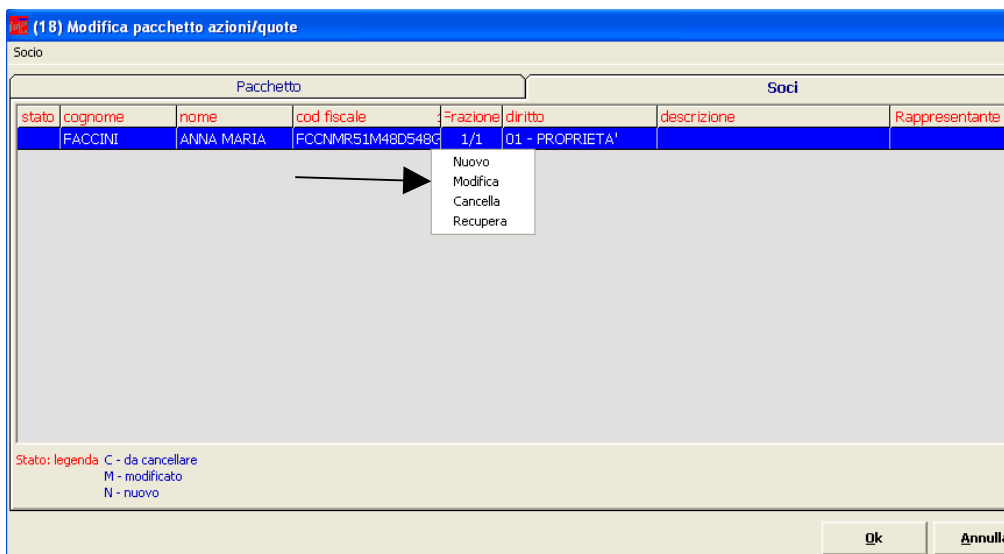 (18) Modifica pacchetto azioni/quote
Socio
Pacchetto Soci
stato cognome nome cod fiscale Frazione diritto descrizione Rappresentante
FACCINI ANNA MARIA FCCNMR51M48D548G 1/1 01 - PROPRIETA'
Nuovo
Modifica
Cancella
Recupera
Stato: legenda C - da cancellare
M - modificato
N - nuovo
Ok Annulla